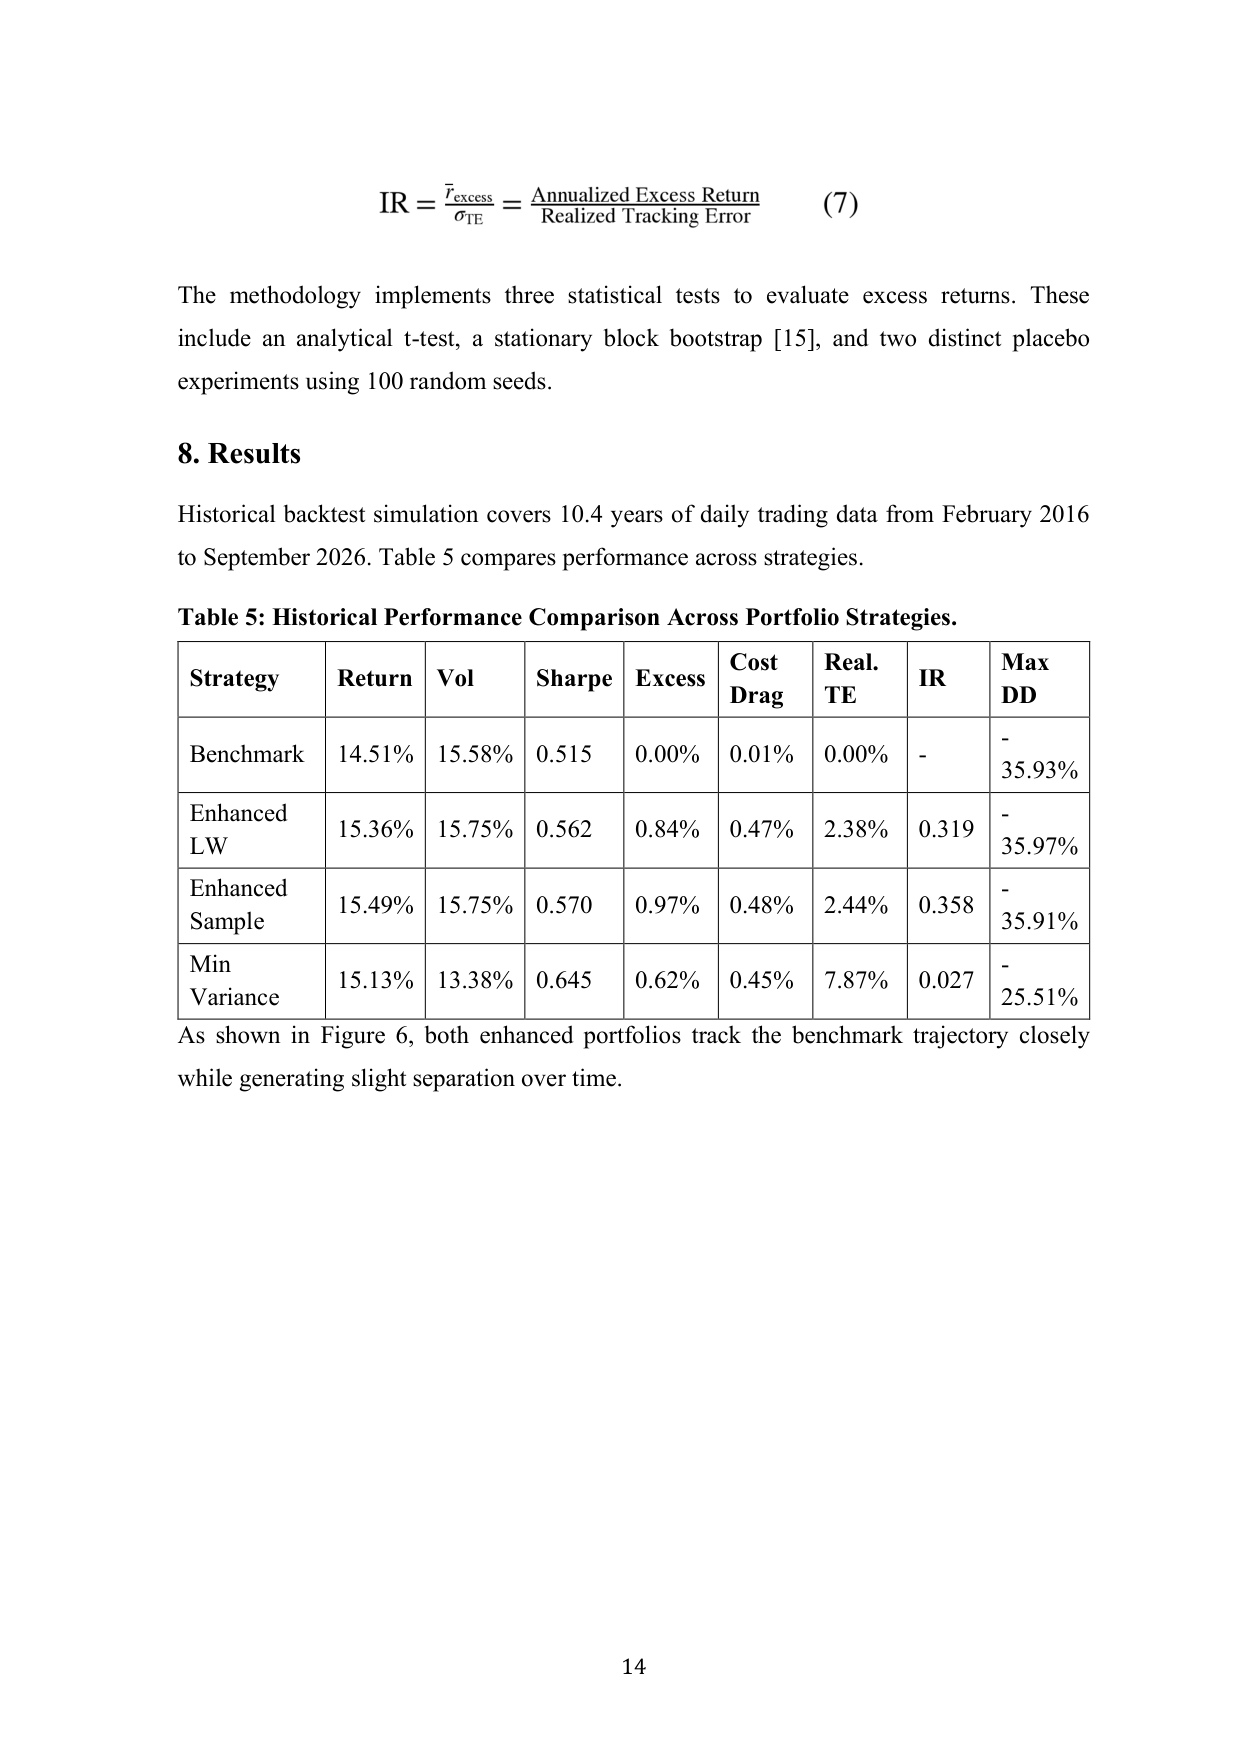 IR = r̄excess / σTE = Annualized Excess Return / Realized Tracking Error (7)
The methodology implements three statistical tests to evaluate excess returns. These
include an analytical t-test, a stationary block bootstrap [15], and two distinct placebo
experiments using 100 random seeds.
8. Results
Historical backtest simulation covers 10.4 years of daily trading data from February 2016
to September 2026. Table 5 compares performance across strategies.
Table 5: Historical Performance Comparison Across Portfolio Strategies.
Strategy Return Vol Sharpe Excess Cost Drag Real. TE IR Max DD
Benchmark 14.51% 15.58% 0.515 0.00% 0.01% 0.00% - -35.93%
Enhanced LW 15.36% 15.75% 0.562 0.84% 0.47% 2.38% 0.319 -35.97%
Enhanced Sample 15.49% 15.75% 0.570 0.97% 0.48% 2.44% 0.358 -35.91%
Min Variance 15.13% 13.38% 0.645 0.62% 0.45% 7.87% 0.027 -25.51%
As shown in Figure 6, both enhanced portfolios track the benchmark trajectory closely
while generating slight separation over time.
14